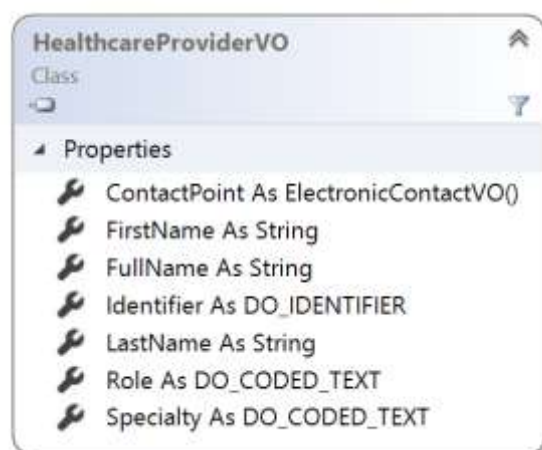 HealthcareProviderVO
Class
Properties
ContactPoint As ElectronicContactVO()
FirstName As String
FullName As String
Identifier As DO_IDENTIFIER
LastName As String
Role As DO_CODED_TEXT
Specialty As DO_CODED_TEXT